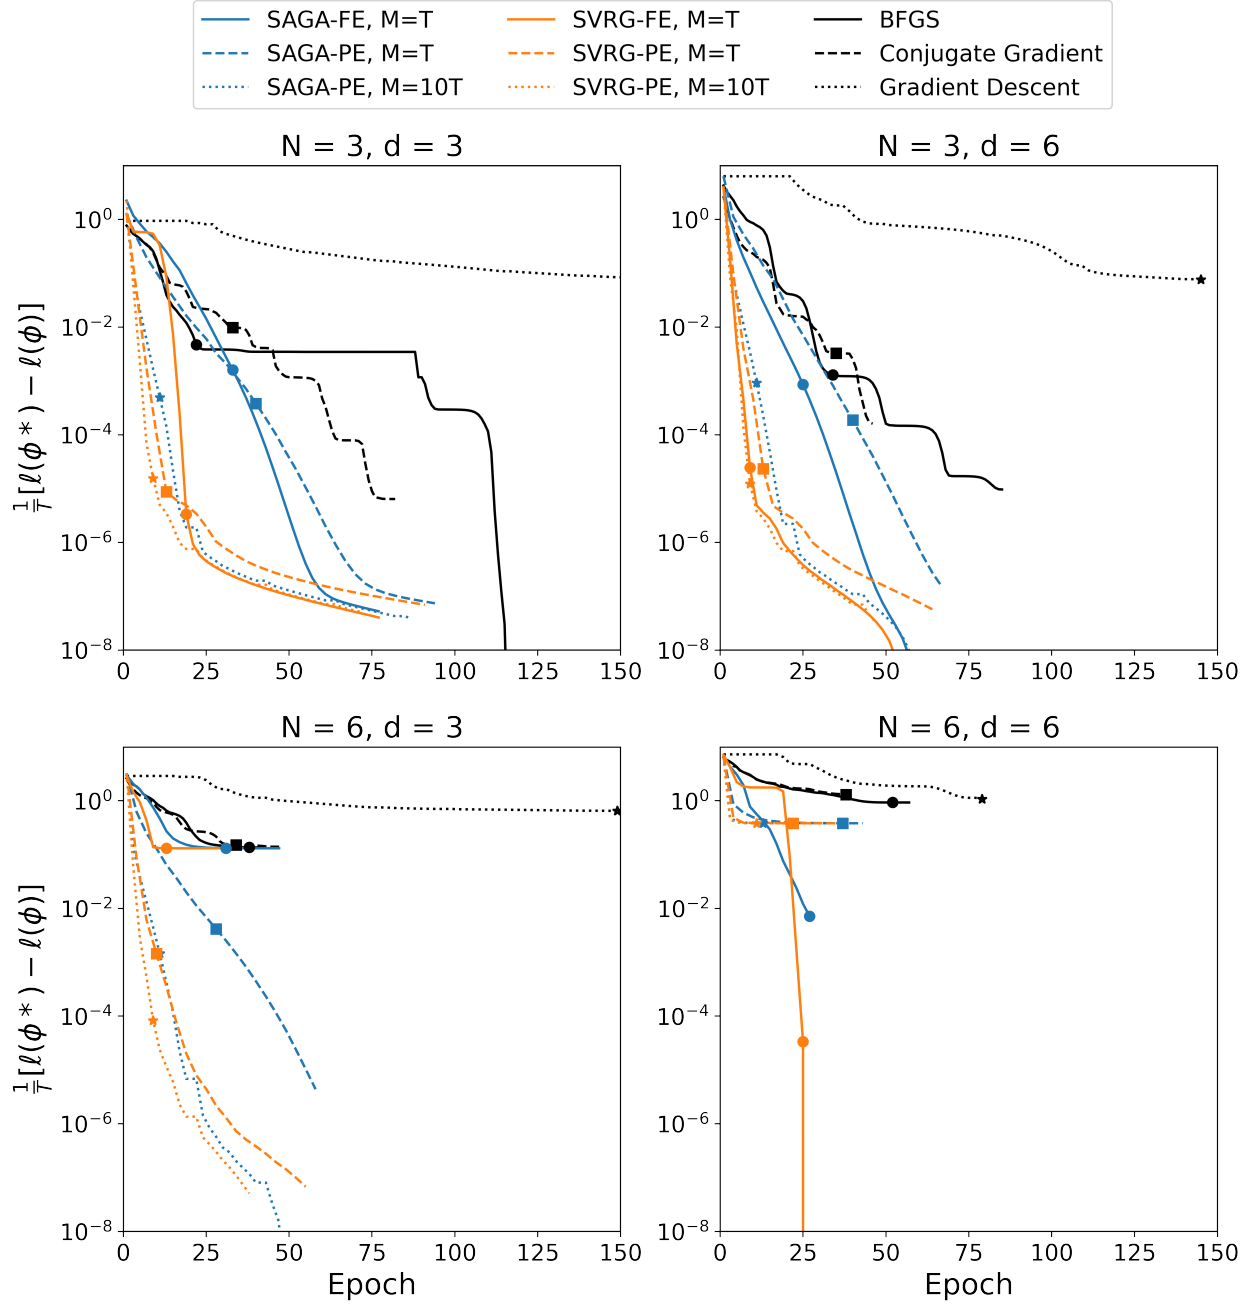 SAGA-FE, M=T SVRG-FE, M=T BFGS
SAGA-PE, M=T SVRG-PE, M=T Conjugate Gradient
SAGA-PE, M=10T SVRG-PE, M=10T Gradient Descent
N = 3, d = 3 N = 3, d = 6
10^0 10^0
10^-2 10^-2
10^-4 10^-4
10^-6 10^-6
10^-8 10^-8
1/T [ℓ(ϕ*) − ℓ(ϕ)]
0 25 50 75 100 125 150 0 25 50 75 100 125 150
N = 6, d = 3 N = 6, d = 6
10^0 10^0
10^-2 10^-2
10^-4 10^-4
10^-6 10^-6
10^-8 10^-8
1/T [ℓ(ϕ*) − ℓ(ϕ)]
0 25 50 75 100 125 150 0 25 50 75 100 125 150
Epoch Epoch